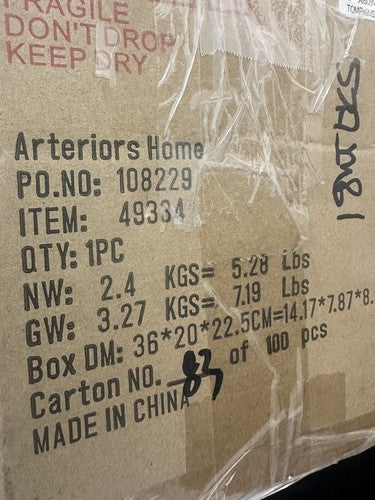 FRAGILE
DON'T DROP
KEEP DRY
TOMPKINS
Arteriors Home
PO.NO: 108229
ITEM: 49334
QTY: 1PC
NW: 2.4 KGS= 5.28 Lbs
GW: 3.27 KGS= 7.19 Lbs
Box DM: 36*20*22.5CM=14.17*7.87*8.
Carton NO. 83 of 100 pcs
MADE IN CHINA